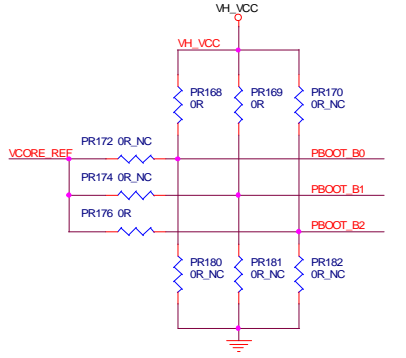 VH_VCC
VH_VCC
PR168 PR169 PR170
0R 0R 0R_NC
PR172 0R_NC
VCORE_REF PBOOT_B0
PR174 0R_NC PBOOT_B1
PR176 0R PBOOT_B2
PR180 PR181 PR182
0R_NC 0R_NC 0R_NC